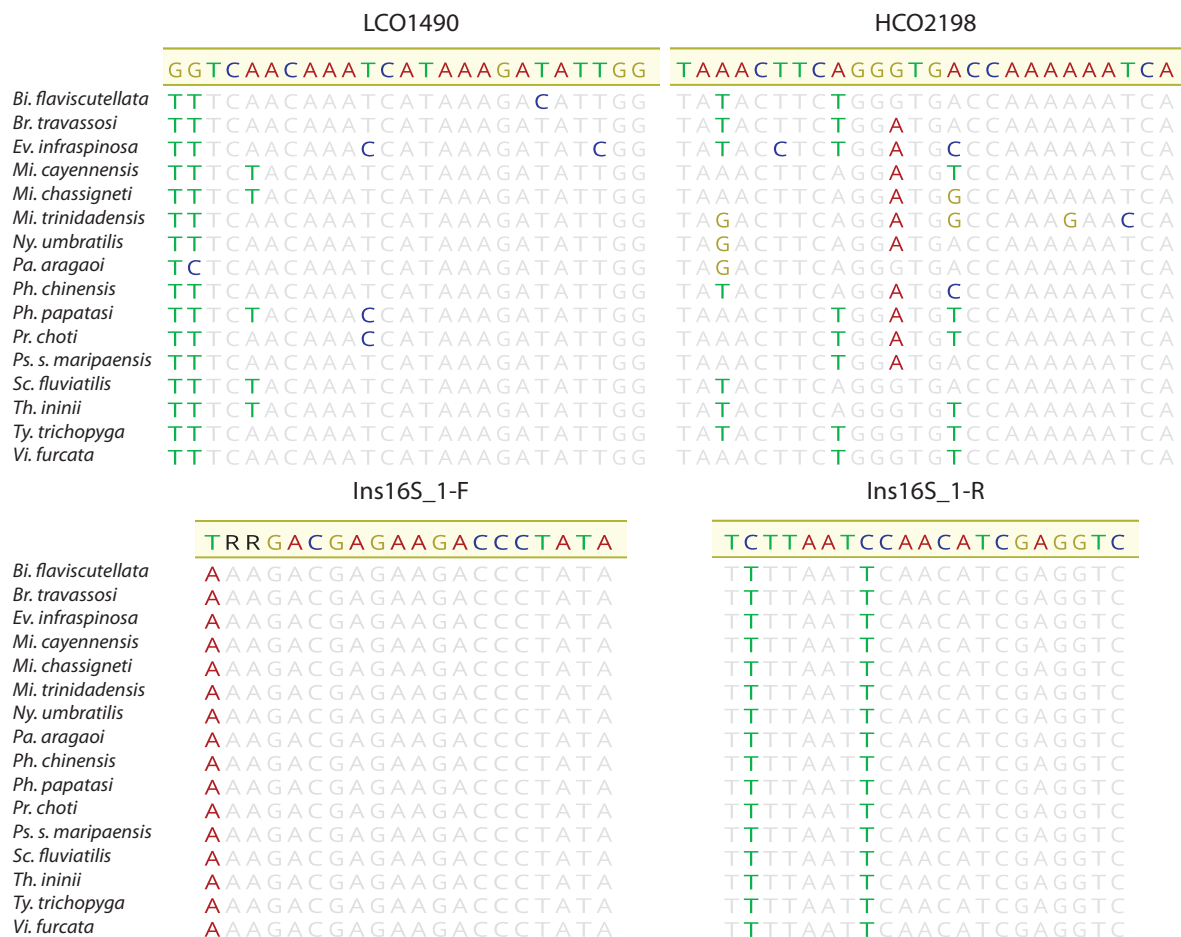 LCO1490 HCO2198
GGTCAACAAATCATAAAGATATTGG TAAACTTCAGGGTGACCAAAAAATCA
Bi. flaviscutellata TTTCAACAAATCATAAAGACATTGG TATACTTCTGGGTGACCAAAAAATCA
Br. travassosi TTTCAACAAATCATAAAGATATTGG TATACTTCTGGATGACCAAAAAATCA
Ev. infraspinosa TTTCAACAAACCATAAAGATATCGG TATACCTCTGGATGCCCAAAAAATCA
Mi. cayennensis TTTCTACAAATCATAAAGATATTGG TAAACTTCAGGATGTCCAAAAAATCA
Mi. chassigneti TTTCTACAAATCATAAAGATATTGG TAAACTTCAGGATGGCCAAAAAATCA
Mi. trinidadensis TTTCAACAAATCATAAAGATATTGG TAGACTTCAGGATGGCCAAAGAACCA
Ny. umbratilis TTTCAACAAATCATAAAGATATTGG TAGACTTCAGGATGACCAAAAAATCA
Pa. aragaoi TCTCAACAAATCATAAAGATATTGG TAGACTTCAGGGTGACCAAAAAATCA
Ph. chinensis TTTCAACAAATCATAAAGATATTGG TATACTTCAGGATGCCCAAAAAATCA
Ph. papatasi TTTCTACAAACCATAAAGATATTGG TAAACTTCTGGATGTCCAAAAAATCA
Pr. choti TTTCAACAAACCATAAAGATATTGG TAAACTTCTGGATGTCCAAAAAATCA
Ps. s. maripaensis TTTCAACAAATCATAAAGATATTGG TAAACTTCTGGATGACCAAAAAATCA
Sc. fluviatilis TTTCTACAAATCATAAAGATATTGG TATACTTCAGGGTGACCAAAAAATCA
Th. ininii TTTCTACAAATCATAAAGATATTGG TATACTTCAGGGTGTCCAAAAAATCA
Ty. trichopyga TTTCAACAAATCATAAAGATATTGG TATACTTCTGGGTGTCCAAAAAATCA
Vi. furcata TTTCAACAAATCATAAAGATATTGG TAAACTTCTGGGTGTCCAAAAAATCA
Ins16S_1-F Ins16S_1-R
TRRGACGAGAAGACCCTATA TCTTAATCCAACATCGAGGTC
Bi. flaviscutellata AAAGACGAGAAGACCCTATA TTTTAATTCAACATCGAGGTC
Br. travassosi AAAGACGAGAAGACCCTATA TTTTAATTCAACATCGAGGTC
Ev. infraspinosa AAAGACGAGAAGACCCTATA TTTTAATTCAACATCGAGGTC
Mi. cayennensis AAAGACGAGAAGACCCTATA TTTTAATTCAACATCGAGGTC
Mi. chassigneti AAAGACGAGAAGACCCTATA TTTTAATTCAACATCGAGGTC
Mi. trinidadensis AAAGACGAGAAGACCCTATA TTTTAATTCAACATCGAGGTC
Ny. umbratilis AAAGACGAGAAGACCCTATA TTTTAATTCAACATCGAGGTC
Pa. aragaoi AAAGACGAGAAGACCCTATA TTTTAATTCAACATCGAGGTC
Ph. chinensis AAAGACGAGAAGACCCTATA TTTTAATTCAACATCGAGGTC
Ph. papatasi AAAGACGAGAAGACCCTATA TTTTAATTCAACATCGAGGTC
Pr. choti AAAGACGAGAAGACCCTATA TTTTAATTCAACATCGAGGTC
Ps. s. maripaensis AAAGACGAGAAGACCCTATA TTTTAATTCAACATCGAGGTC
Sc. fluviatilis AAAGACGAGAAGACCCTATA TTTTAATTCAACATCGAGGTC
Th. ininii AAAGACGAGAAGACCCTATA TTTTAATTCAACATCGAGGTC
Ty. trichopyga AAAGACGAGAAGACCCTATA TTTTAATTCAACATCGAGGTC
Vi. furcata AAAGACGAGAAGACCCTATA TTTTAATTCAACATCGAGGTC